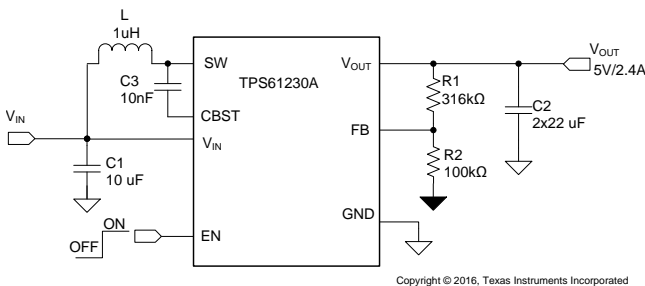 L
1uH
SW
C3
10nF
CBST
TPS61230A
VOUT
R1
316kΩ
VOUT
5V/2.4A
C2
2x22 uF
FB
R2
100kΩ
VIN
VIN
C1
10 uF
GND
ON
OFF
EN
Copyright © 2016, Texas Instruments Incorporated